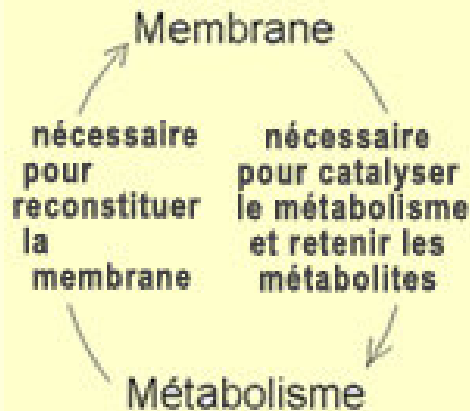 Membrane
nécessaire
pour
reconstituer
la
membrane
nécessaire
pour catalyser
le métabolisme
et retenir les
métabolites
Métabolisme